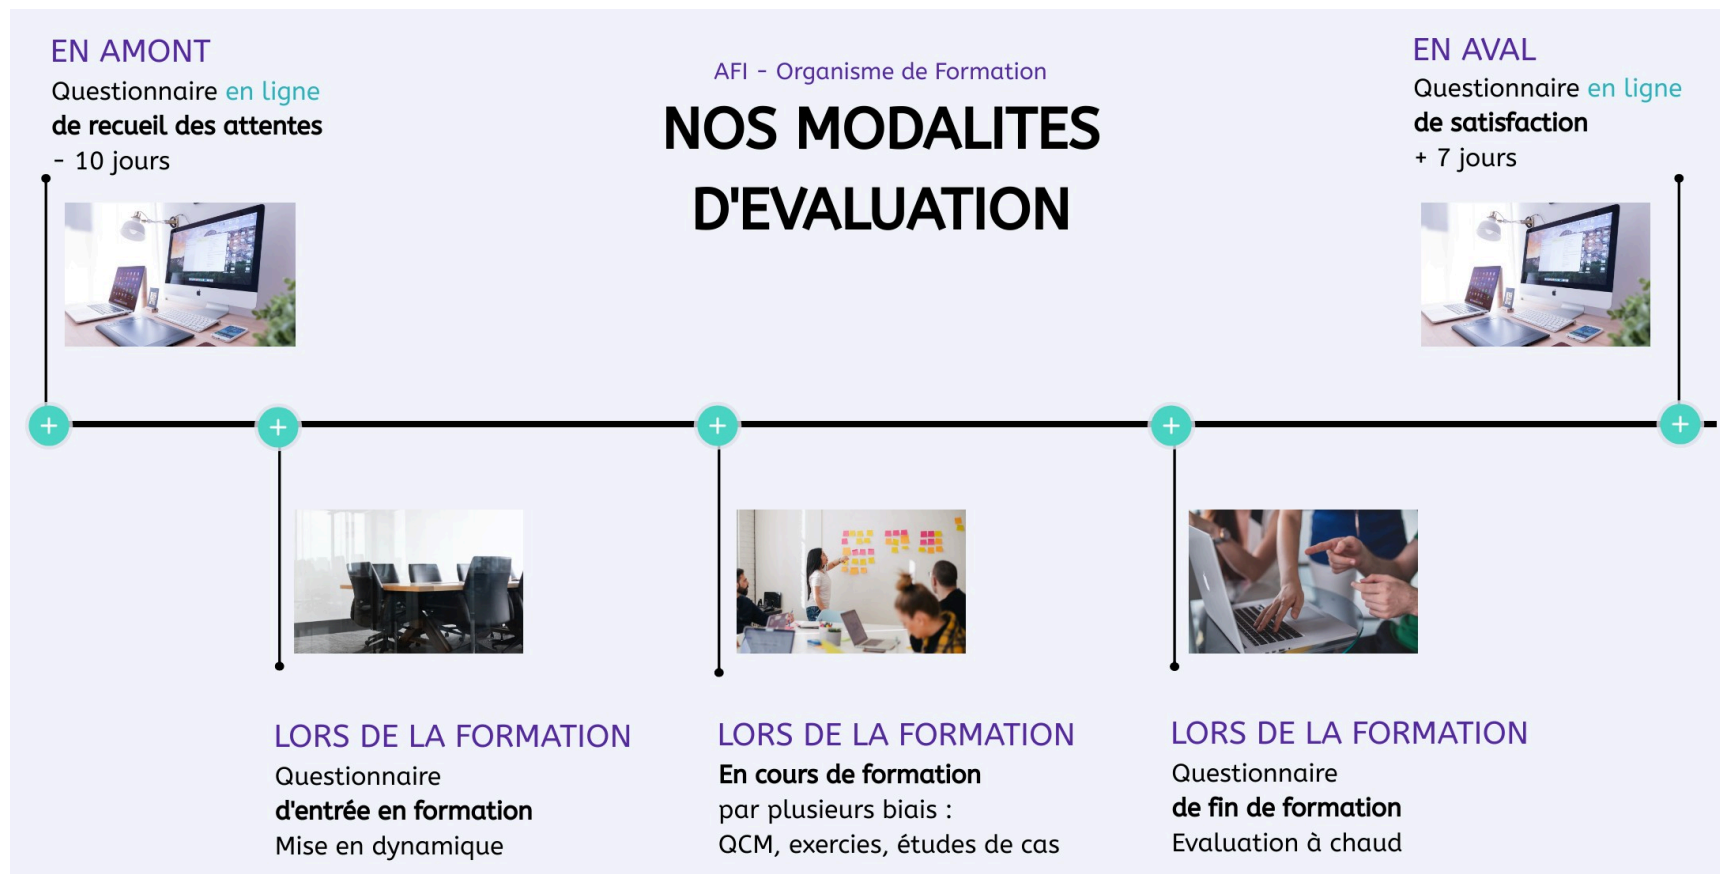 EN AMONT
Questionnaire en ligne
de recueil des attentes
- 10 jours
AFI - Organisme de Formation
NOS MODALITES
D'EVALUATION
EN AVAL
Questionnaire en ligne
de satisfaction
+ 7 jours
LORS DE LA FORMATION
Questionnaire
d'entrée en formation
Mise en dynamique
LORS DE LA FORMATION
En cours de formation
par plusieurs biais :
QCM, exercies, études de cas
LORS DE LA FORMATION
Questionnaire
de fin de formation
Evaluation à chaud